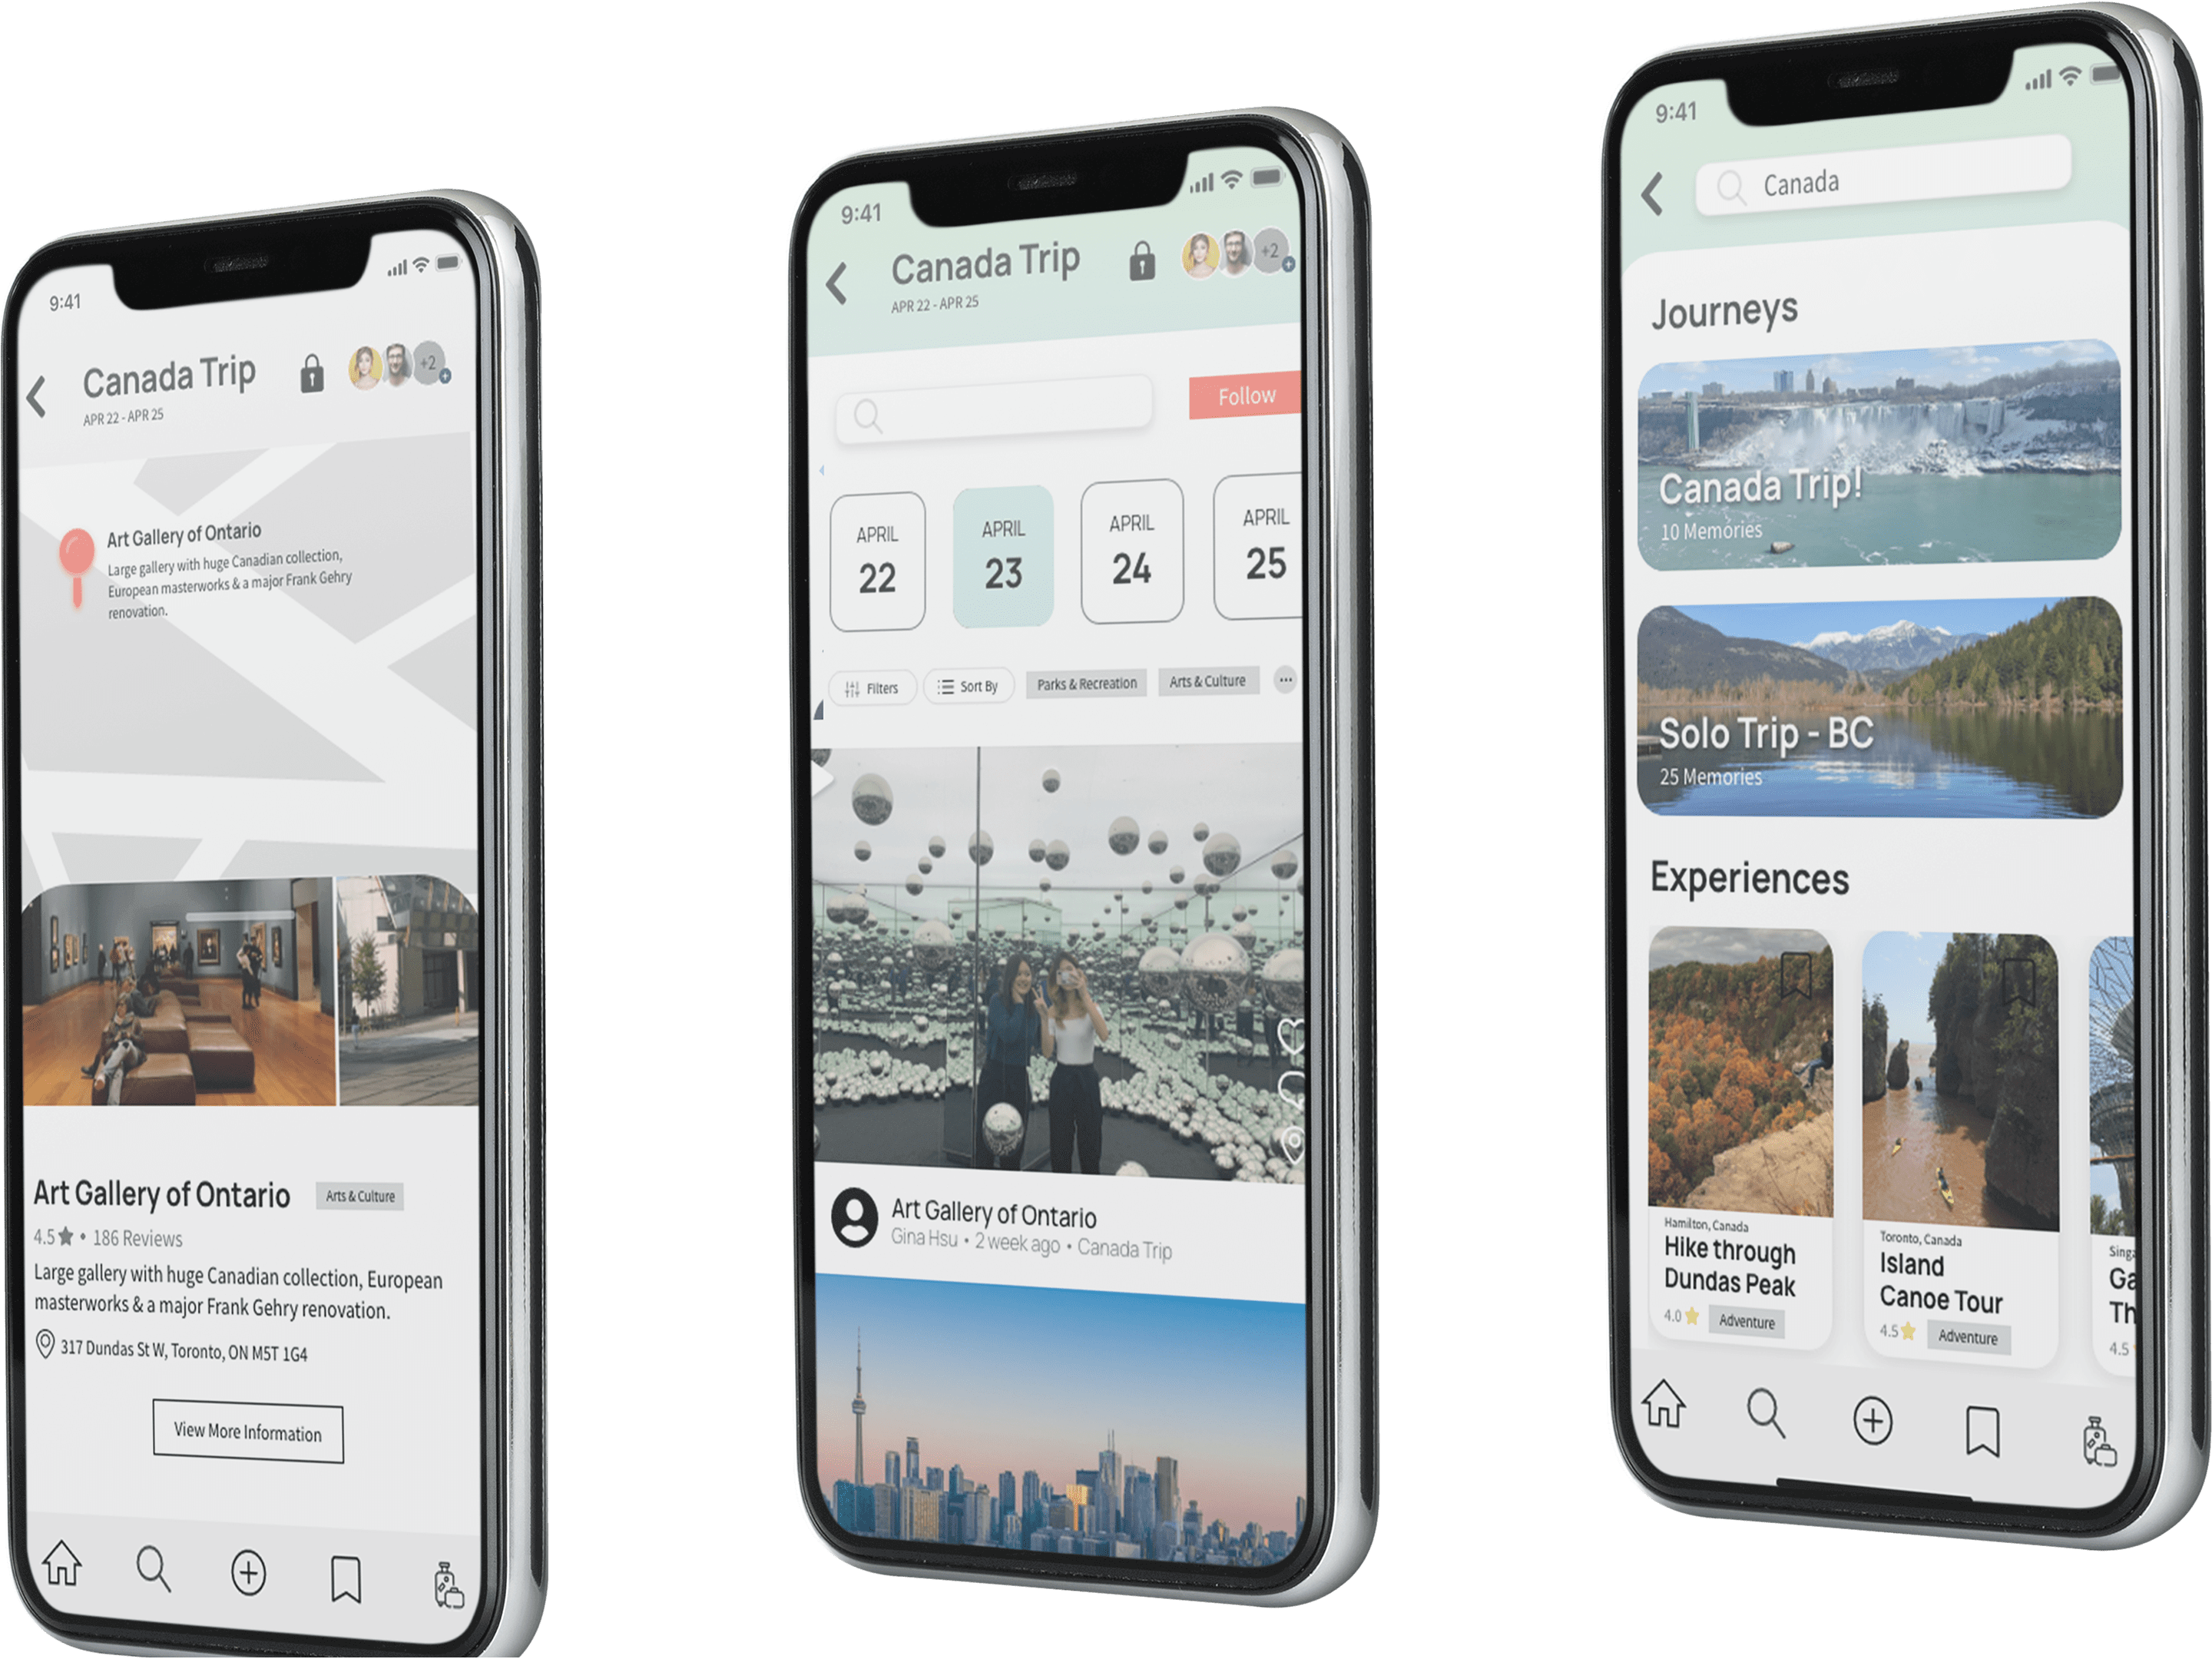 9:41
Canada Trip
APR 22 - APR 25
+2
Art Gallery of Ontario
Large gallery with huge Canadian collection,
European masterworks & a major Frank Gehry
renovation.
Art Gallery of Ontario
Arts & Culture
4.5 ★ • 186 Reviews
Large gallery with huge Canadian collection, European
masterworks & a major Frank Gehry renovation.
317 Dundas St W, Toronto, ON M5T 1G4
View More Information
9:41
Canada Trip
APR 22 - APR 25
+2
Follow
APRIL
22
APRIL
23
APRIL
24
APRIL
25
Filters
Sort By
Parks & Recreation
Arts & Culture
Art Gallery of Ontario
Gina Hsu • 2 week ago • Canada Trip
9:41
Canada
Journeys
Canada Trip!
10 Memories
Solo Trip - BC
25 Memories
Experiences
Hamilton, Canada
Hike through
Dundas Peak
4.0
Adventure
Toronto, Canada
Island
Canoe Tour
4.5
Adventure
4.5